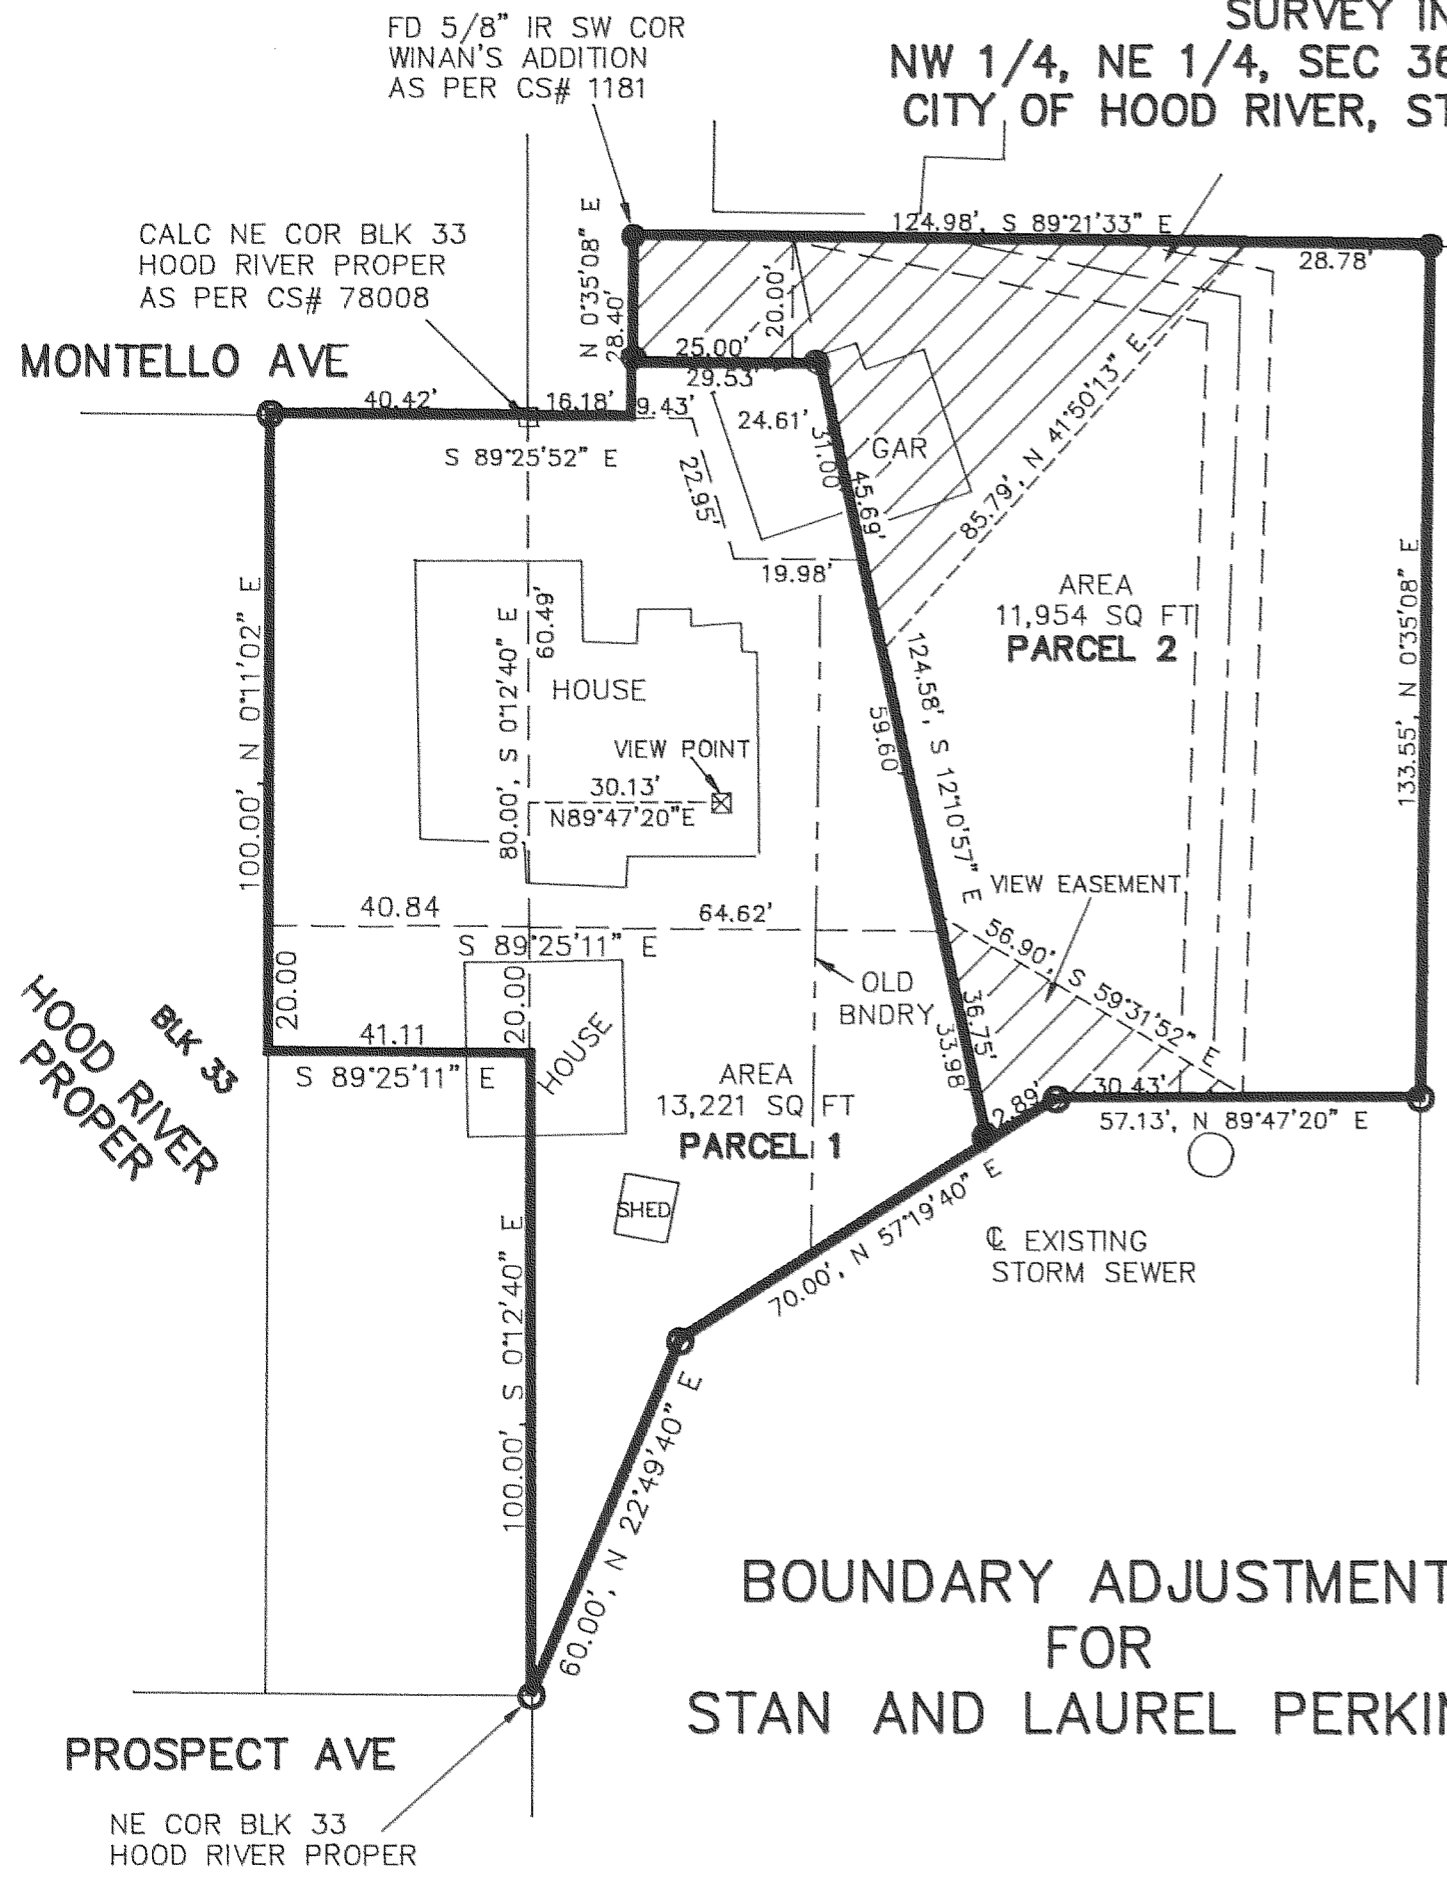 FD 5/8" IR SW COR
WINAN'S ADDITION
AS PER CS# 1181
SURVEY IN
NW 1/4, NE 1/4, SEC 36
CITY OF HOOD RIVER, ST
CALC NE COR BLK 33
HOOD RIVER PROPER
AS PER CS# 78008
MONTELLO AVE
N 0°35'08" E
28.40'
124.98', S 89°21'33" E
28.78'
20.00'
25.00'
29.53'
40.42'
16.18'
9.43'
S 89°25'52" E
24.61'
31.00'
GAR
45.69'
22.95'
19.98'
85.79', N 41°50'13" E
AREA
11,954 SQ FT
PARCEL 2
133.55', N 0°35'08" E
100.00', N 0°11'02" E
80.00', S 0°12'40" E
60.49'
HOUSE
VIEW POINT
30.13'
N89°47'20"E
124.58', S 12°10'57" E
59.60'
VIEW EASEMENT
40.84
64.62'
S 89°25'11" E
56.90', S 59°31'52" E
OLD
BNDRY
20.00
20.00
36.75'
33.98
41.11
S 89°25'11" E
HOUSE
BLK 33
HOOD RIVER
PROPER
AREA
13,221 SQ FT
PARCEL 1
2.89'
30.43'
57.13', N 89°47'20" E
SHED
70.00', N 57°19'40" E
℄ EXISTING
STORM SEWER
100.00', S 0°12'40" E
60.00', N 22°49'40" E
BOUNDARY ADJUSTMENT
FOR
STAN AND LAUREL PERKIN
PROSPECT AVE
NE COR BLK 33
HOOD RIVER PROPER